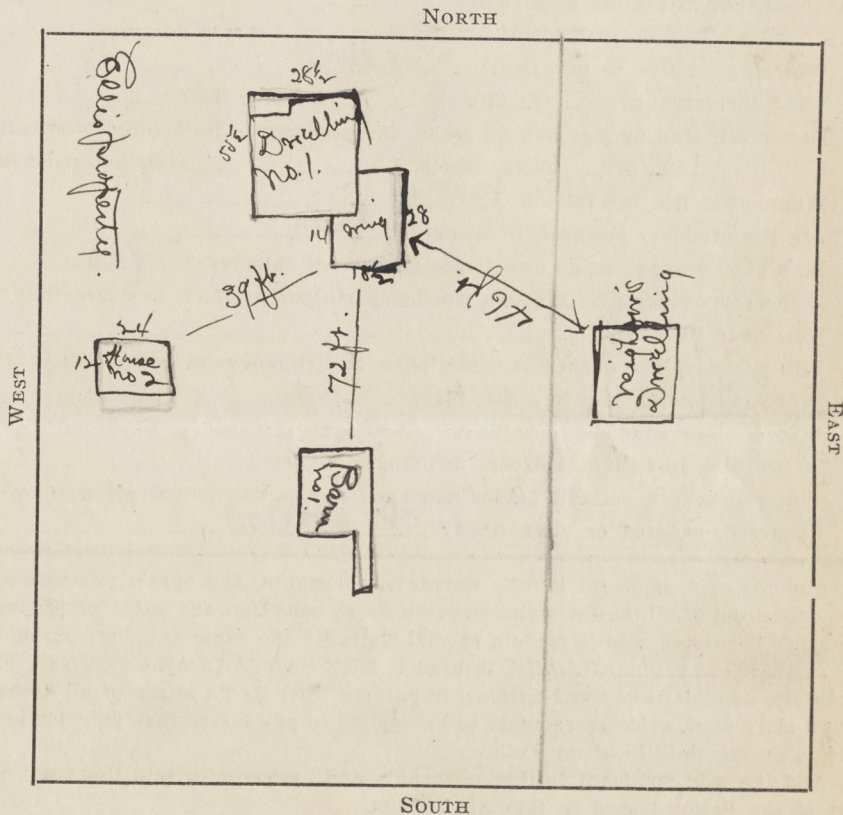 NORTH
Ellis property.
28½
50½
Dwelling
No. 1.
14
wing
28
18½
39 ft.
46 ft
24
12
House
no 2
72 ft.
Neighbor's
Dwelling
Barn
no 1.
WEST
EAST
SOUTH